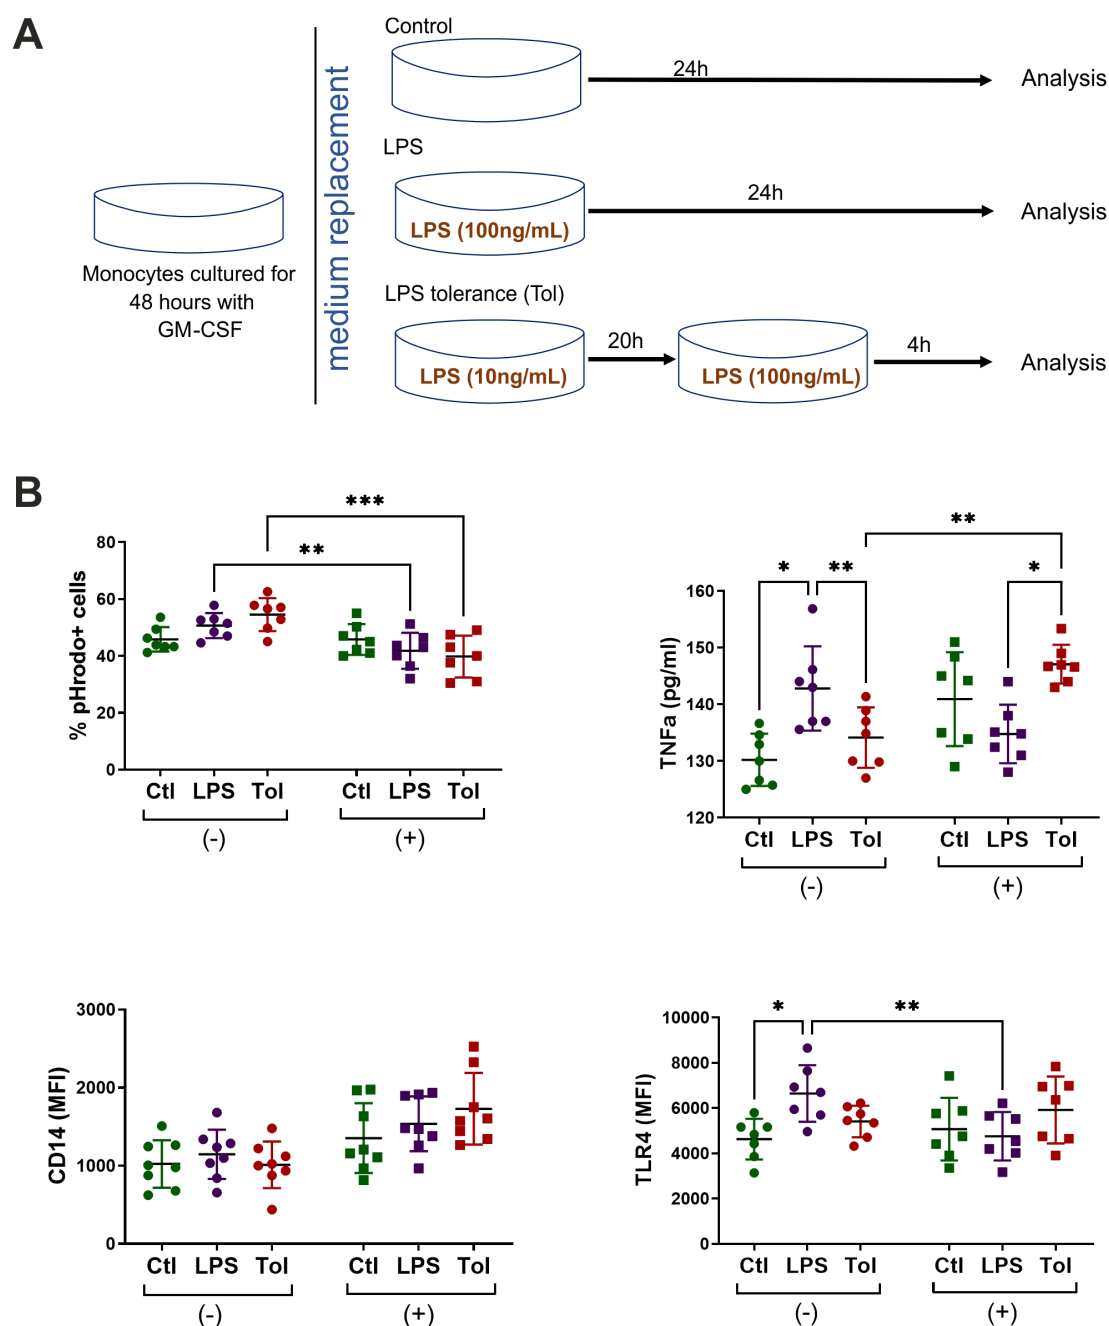 A
Control
24h
Analysis
medium replacement
LPS
LPS (100ng/mL)
24h
Analysis
Monocytes cultured for
48 hours with
GM-CSF
LPS tolerance (Tol)
LPS (10ng/mL)
20h
LPS (100ng/mL)
4h
Analysis
B
% pHrodo+ cells
80
60
40
20
0
***
**
Ctl LPS Tol Ctl LPS Tol
(-) (+)
TNFa (pg/ml)
160
150
140
130
120
**
* ** *
Ctl LPS Tol Ctl LPS Tol
(-) (+)
CD14 (MFI)
3000
2000
1000
0
Ctl LPS Tol Ctl LPS Tol
(-) (+)
TLR4 (MFI)
10000
8000
6000
4000
2000
0
* **
Ctl LPS Tol Ctl LPS Tol
(-) (+)